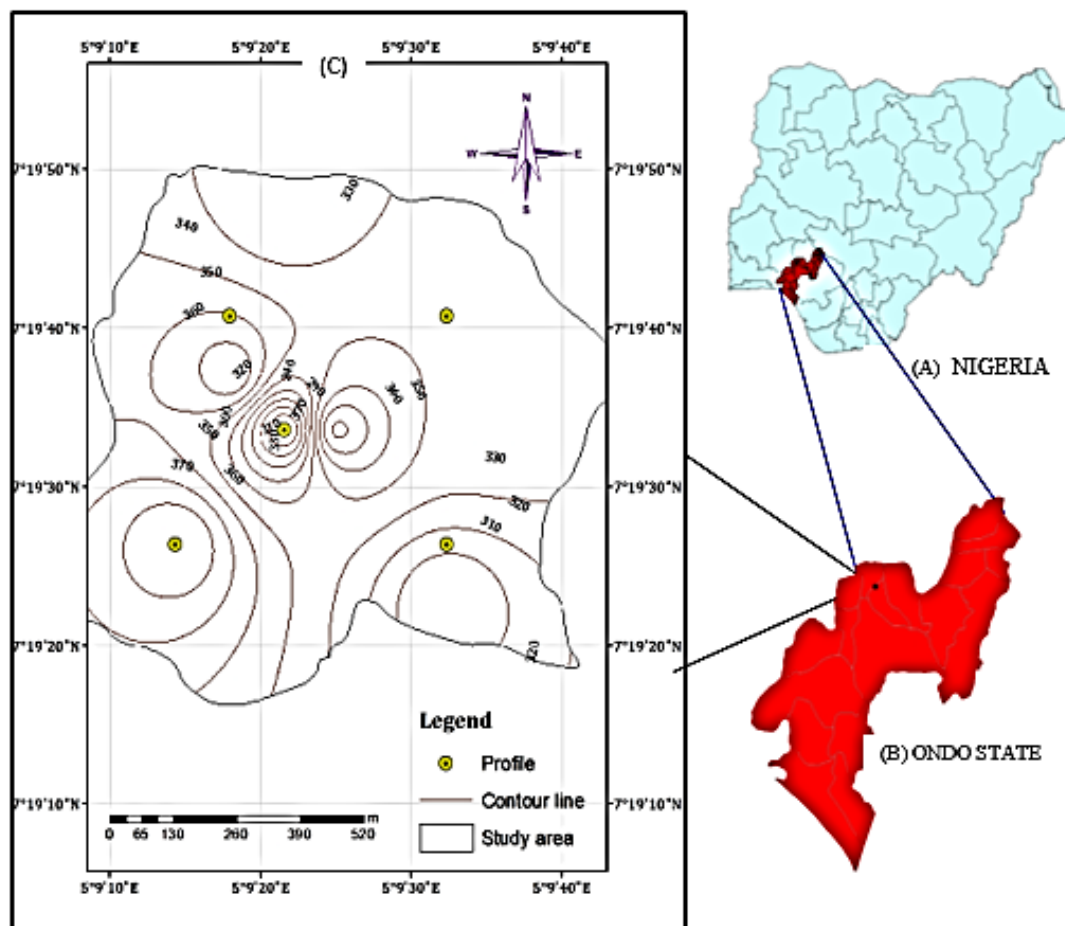 5°9'10"E 5°9'20"E 5°9'30"E 5°9'40"E
(C)
N
W E
S
7°19'50"N 7°19'50"N
330
340
350
360
7°19'40"N 7°19'40"N
320
350
360
350
370
360
330
7°19'30"N 7°19'30"N
320
310
7°19'20"N 7°19'20"N
320
Legend
Profile
Contour line
Study area
m
0 65 130 260 390 520
7°19'10"N 7°19'10"N
5°9'10"E 5°9'20"E 5°9'30"E 5°9'40"E
(A) NIGERIA
(B) ONDO STATE